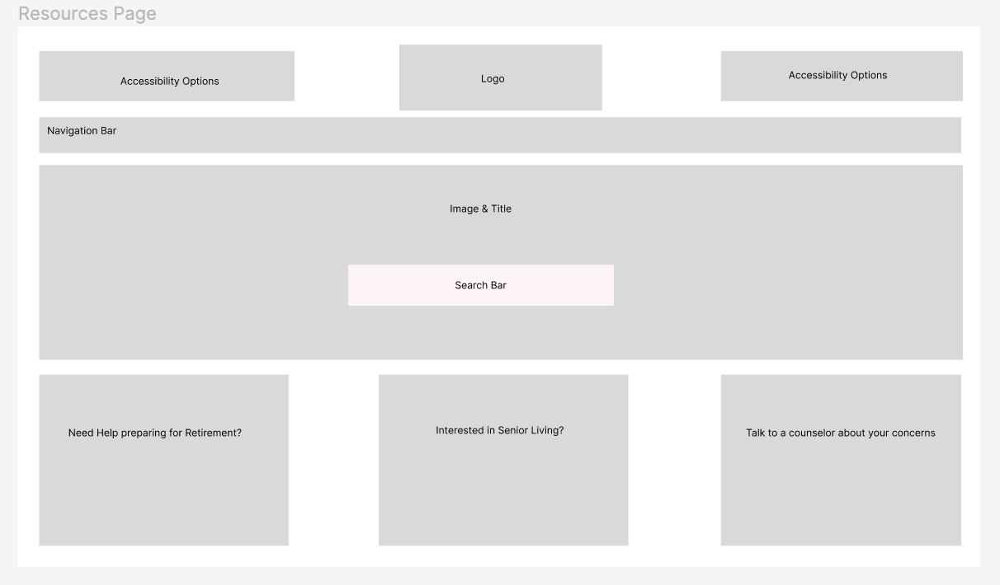 Resources Page
Accessibility Options
Logo
Accessibility Options
Navigation Bar
Image & Title
Search Bar
Need Help preparing for Retirement?
Interested in Senior Living?
Talk to a counselor about your concerns